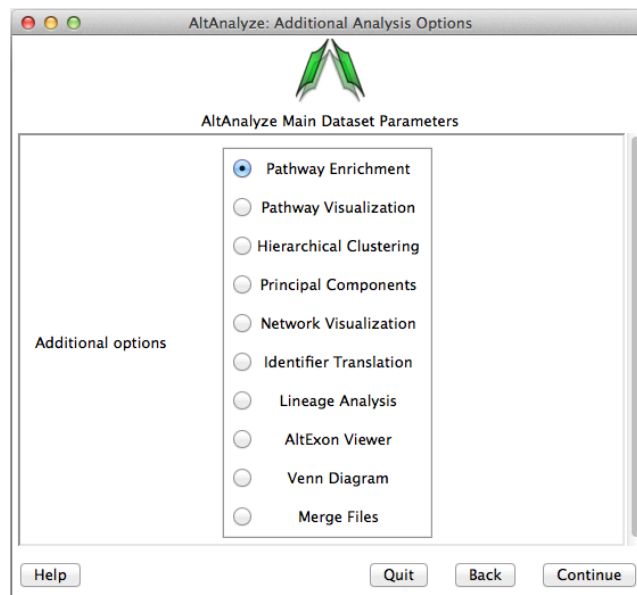 AltAnalyze: Additional Analysis Options
AltAnalyze Main Dataset Parameters
Additional options
Pathway Enrichment
Pathway Visualization
Hierarchical Clustering
Principal Components
Network Visualization
Identifier Translation
Lineage Analysis
AltExon Viewer
Venn Diagram
Merge Files
Help
Quit
Back
Continue